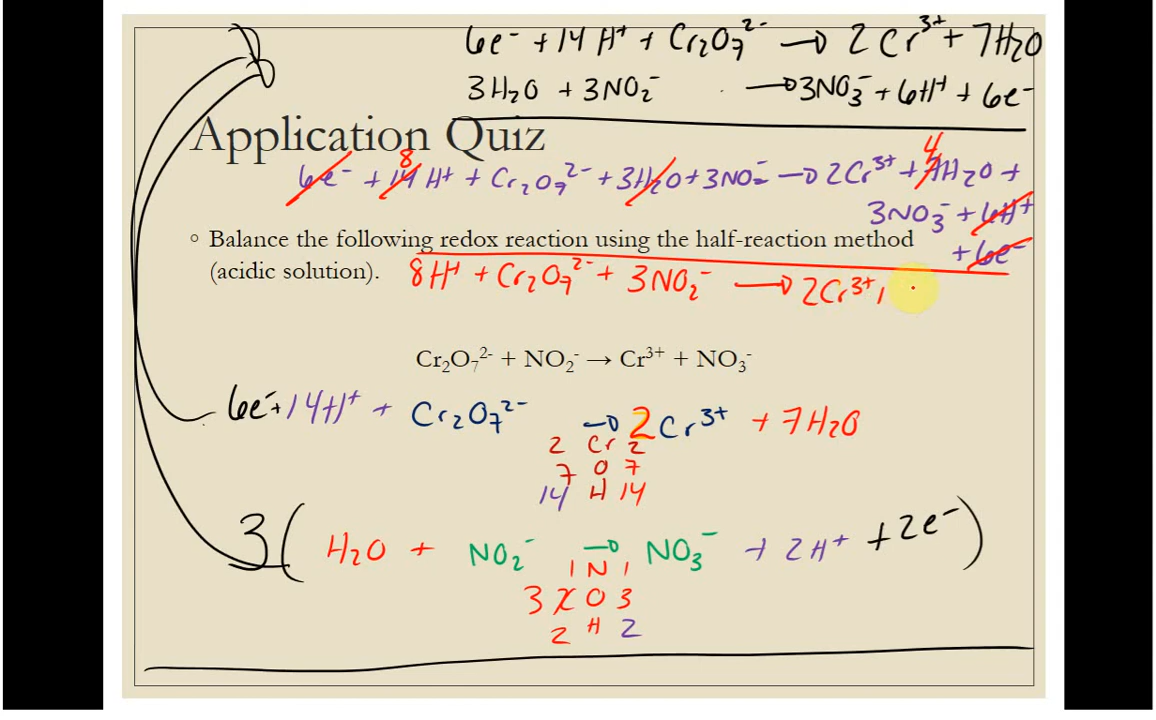 6e⁻ + 14 H⁺ + Cr₂O₇²⁻ → 2 Cr³⁺ + 7H₂O
3H₂O + 3NO₂⁻ → 3NO₃⁻ + 6H⁺ + 6e⁻
Application Quiz
8 4
6e⁻ + 14 H⁺ + Cr₂O₇²⁻ + 3H₂O + 3NO₂⁻ → 2Cr³⁺ + 7H₂O +
3NO₃⁻ + 6H⁺
+ 6e⁻
◦ Balance the following redox reaction using the half-reaction method
(acidic solution).
8H⁺ + Cr₂O₇²⁻ + 3NO₂⁻ → 2Cr³⁺
Cr₂O₇²⁻ + NO₂⁻ → Cr³⁺ + NO₃⁻
6e⁻ + 14H⁺ + Cr₂O₇²⁻ → 2Cr³⁺ + 7H₂O
2 Cr 2
7 O 7
14 H 14
3( H₂O + NO₂⁻ → NO₃⁻ + 2H⁺ + 2e⁻ )
1 N 1
3 2 O 3
2 H 2